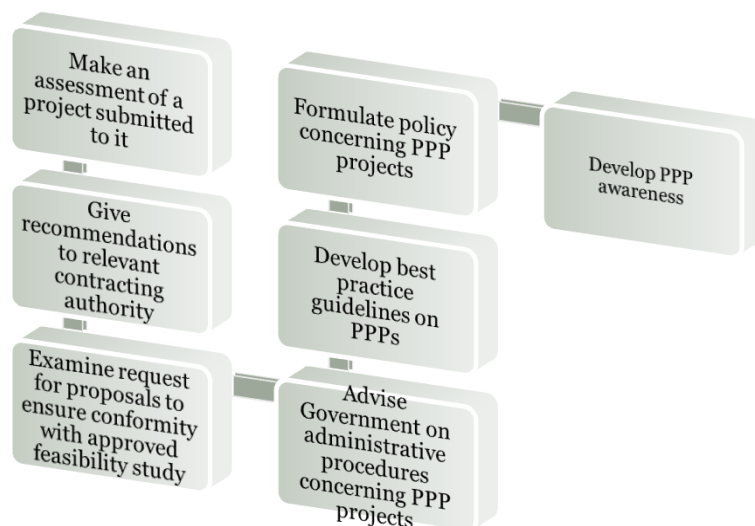 Make an
assessment of a
project submitted
to it
Give
recommendations
to relevant
contracting
authority
Examine request
for proposals to
ensure conformity
with approved
feasibility study
Advise
Government on
administrative
procedures
concerning PPP
projects
Develop best
practice
guidelines on
PPPs
Formulate policy
concerning PPP
projects
Develop PPP
awareness